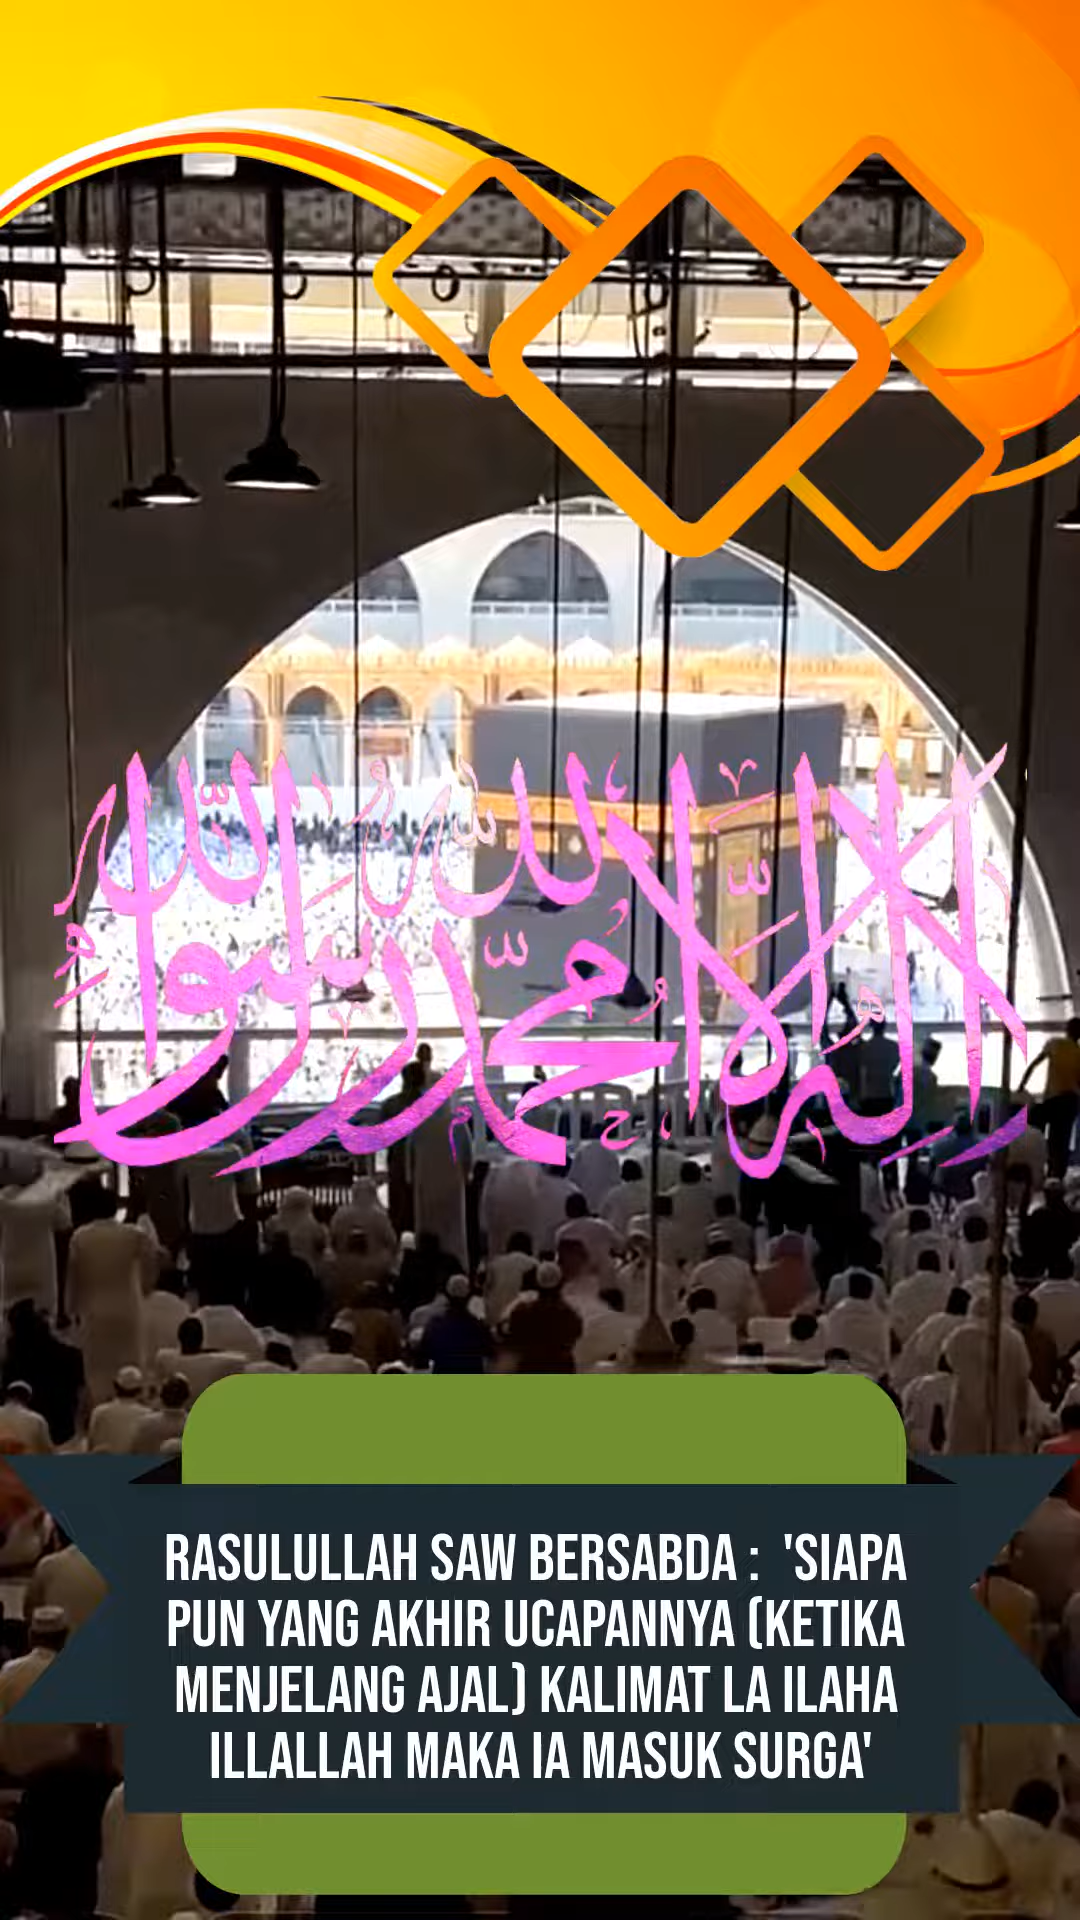 لا إله إلا الله محمد رسول الله
RASULULLAH SAW BERSABDA : 'SIAPA
PUN YANG AKHIR UCAPANNYA (KETIKA
MENJELANG AJAL) KALIMAT LA ILAHA
ILLALLAH MAKA IA MASUK SURGA'